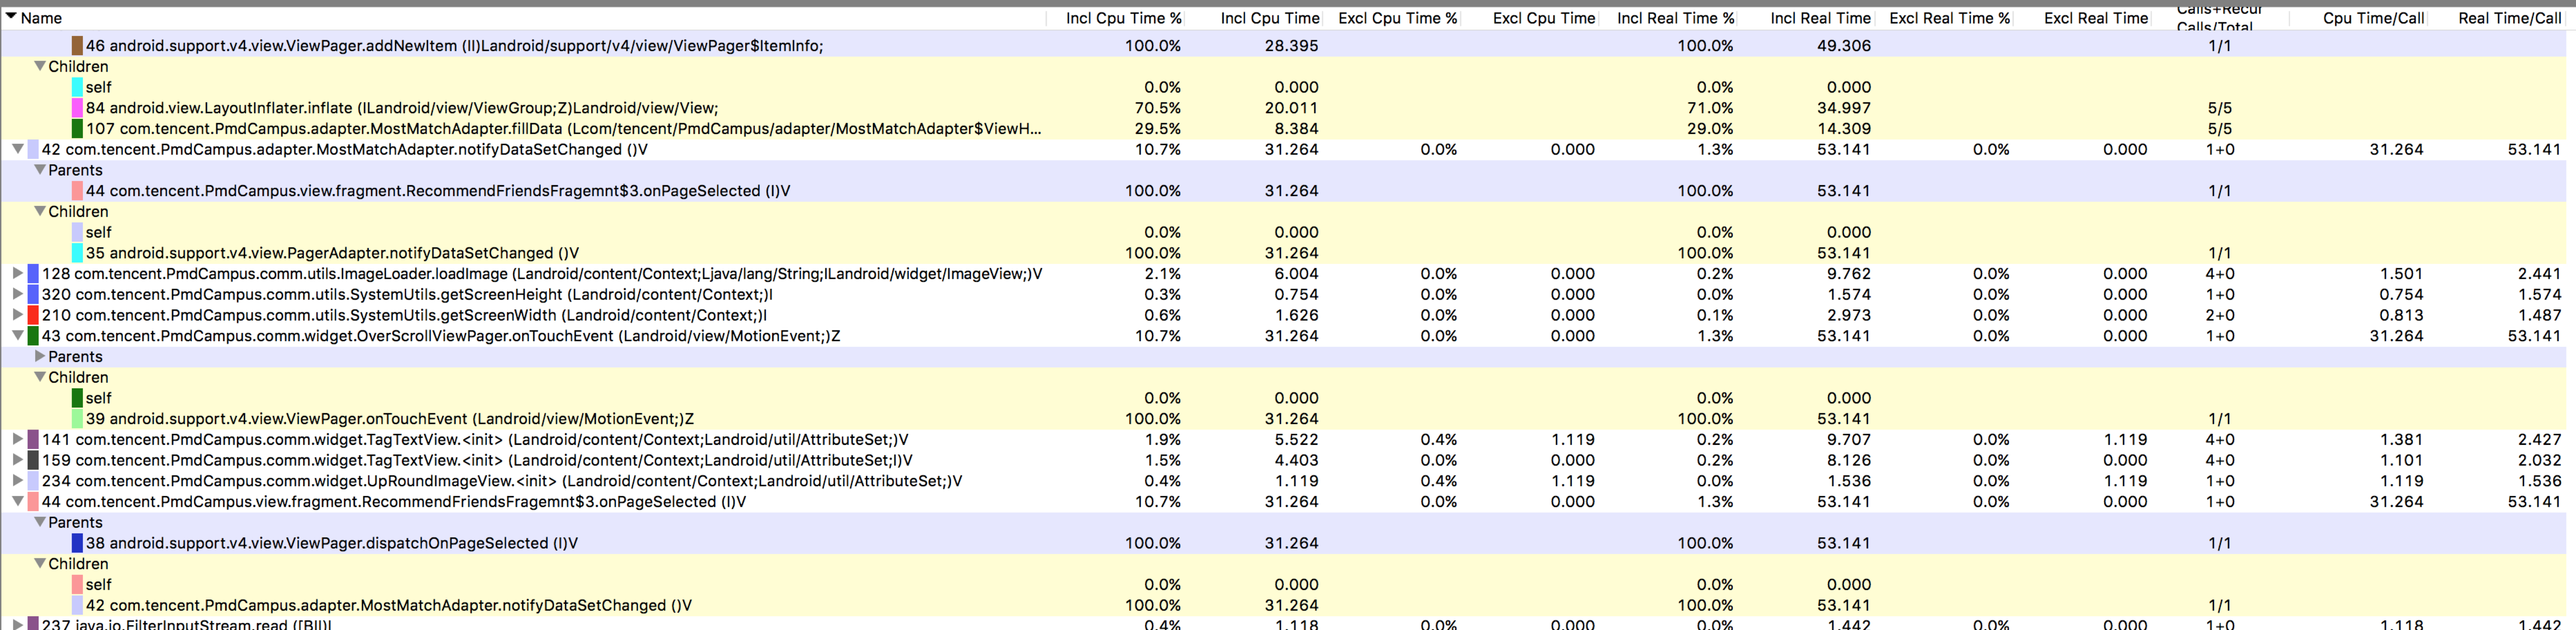 Name Incl Cpu Time % Incl Cpu Time Excl Cpu Time % Excl Cpu Time Incl Real Time % Incl Real Time Excl Real Time % Excl Real Time Calls+Recur Calls/Total Cpu Time/Call Real Time/Call
46 android.support.v4.view.ViewPager.addNewItem (II)Landroid/support/v4/view/ViewPager$ItemInfo; 100.0% 28.395 100.0% 49.306 1/1
Children
self 0.0% 0.000 0.0% 0.000
84 android.view.LayoutInflater.inflate (ILandroid/view/ViewGroup;Z)Landroid/view/View; 70.5% 20.011 71.0% 34.997 5/5
107 com.tencent.PmdCampus.adapter.MostMatchAdapter.fillData (Lcom/tencent/PmdCampus/adapter/MostMatchAdapter$ViewH... 29.5% 8.384 29.0% 14.309 5/5
42 com.tencent.PmdCampus.adapter.MostMatchAdapter.notifyDataSetChanged ()V 10.7% 31.264 0.0% 0.000 1.3% 53.141 0.0% 0.000 1+0 31.264 53.141
Parents
44 com.tencent.PmdCampus.view.fragment.RecommendFriendsFragemnt$3.onPageSelected (I)V 100.0% 31.264 100.0% 53.141 1/1
Children
self 0.0% 0.000 0.0% 0.000
35 android.support.v4.view.PagerAdapter.notifyDataSetChanged ()V 100.0% 31.264 100.0% 53.141 1/1
128 com.tencent.PmdCampus.comm.utils.ImageLoader.loadImage (Landroid/content/Context;Ljava/lang/String;ILandroid/widget/ImageView;)V 2.1% 6.004 0.0% 0.000 0.2% 9.762 0.0% 0.000 4+0 1.501 2.441
320 com.tencent.PmdCampus.comm.utils.SystemUtils.getScreenHeight (Landroid/content/Context;)I 0.3% 0.754 0.0% 0.000 0.0% 1.574 0.0% 0.000 1+0 0.754 1.574
210 com.tencent.PmdCampus.comm.utils.SystemUtils.getScreenWidth (Landroid/content/Context;)I 0.6% 1.626 0.0% 0.000 0.1% 2.973 0.0% 0.000 2+0 0.813 1.487
43 com.tencent.PmdCampus.comm.widget.OverScrollViewPager.onTouchEvent (Landroid/view/MotionEvent;)Z 10.7% 31.264 0.0% 0.000 1.3% 53.141 0.0% 0.000 1+0 31.264 53.141
Parents
Children
self 0.0% 0.000 0.0% 0.000
39 android.support.v4.view.ViewPager.onTouchEvent (Landroid/view/MotionEvent;)Z 100.0% 31.264 100.0% 53.141 1/1
141 com.tencent.PmdCampus.comm.widget.TagTextView.<init> (Landroid/content/Context;Landroid/util/AttributeSet;)V 1.9% 5.522 0.4% 1.119 0.2% 9.707 0.0% 1.119 4+0 1.381 2.427
159 com.tencent.PmdCampus.comm.widget.TagTextView.<init> (Landroid/content/Context;Landroid/util/AttributeSet;I)V 1.5% 4.403 0.0% 0.000 0.2% 8.126 0.0% 0.000 4+0 1.101 2.032
234 com.tencent.PmdCampus.comm.widget.UpRoundImageView.<init> (Landroid/content/Context;Landroid/util/AttributeSet;)V 0.4% 1.119 0.4% 1.119 0.0% 1.536 0.0% 1.119 1+0 1.119 1.536
44 com.tencent.PmdCampus.view.fragment.RecommendFriendsFragemnt$3.onPageSelected (I)V 10.7% 31.264 0.0% 0.000 1.3% 53.141 0.0% 0.000 1+0 31.264 53.141
Parents
38 android.support.v4.view.ViewPager.dispatchOnPageSelected (I)V 100.0% 31.264 100.0% 53.141 1/1
Children
self 0.0% 0.000 0.0% 0.000
42 com.tencent.PmdCampus.adapter.MostMatchAdapter.notifyDataSetChanged ()V 100.0% 31.264 100.0% 53.141 1/1
237 java.io.FilterInputStream.read ([BII)I 0.4% 1.118 0.0% 0.000 0.0% 1.442 0.0% 0.000 1+0 1.118 1.442